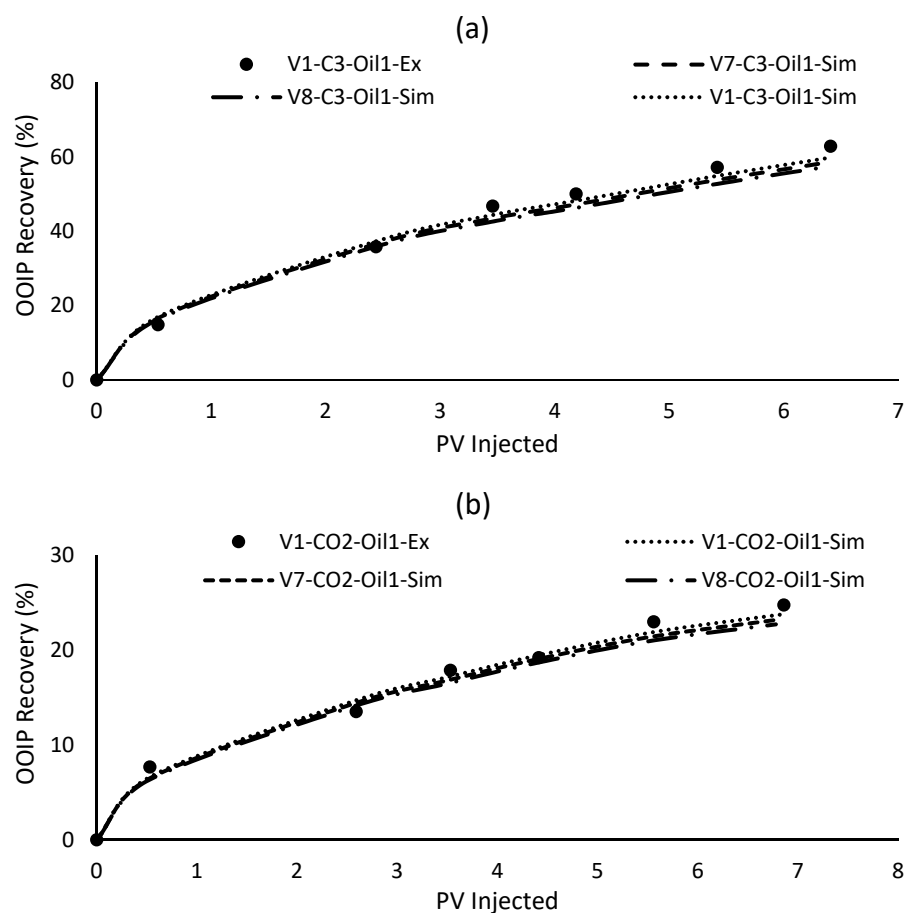 (a)
V1-C3-Oil1-Ex V7-C3-Oil1-Sim
V8-C3-Oil1-Sim V1-C3-Oil1-Sim
OOIP Recovery (%)
80
60
40
20
0
0 1 2 3 4 5 6 7
PV Injected
(b)
V1-CO2-Oil1-Ex V1-CO2-Oil1-Sim
V7-CO2-Oil1-Sim V8-CO2-Oil1-Sim
OOIP Recovery (%)
30
20
10
0
0 1 2 3 4 5 6 7 8
PV Injected